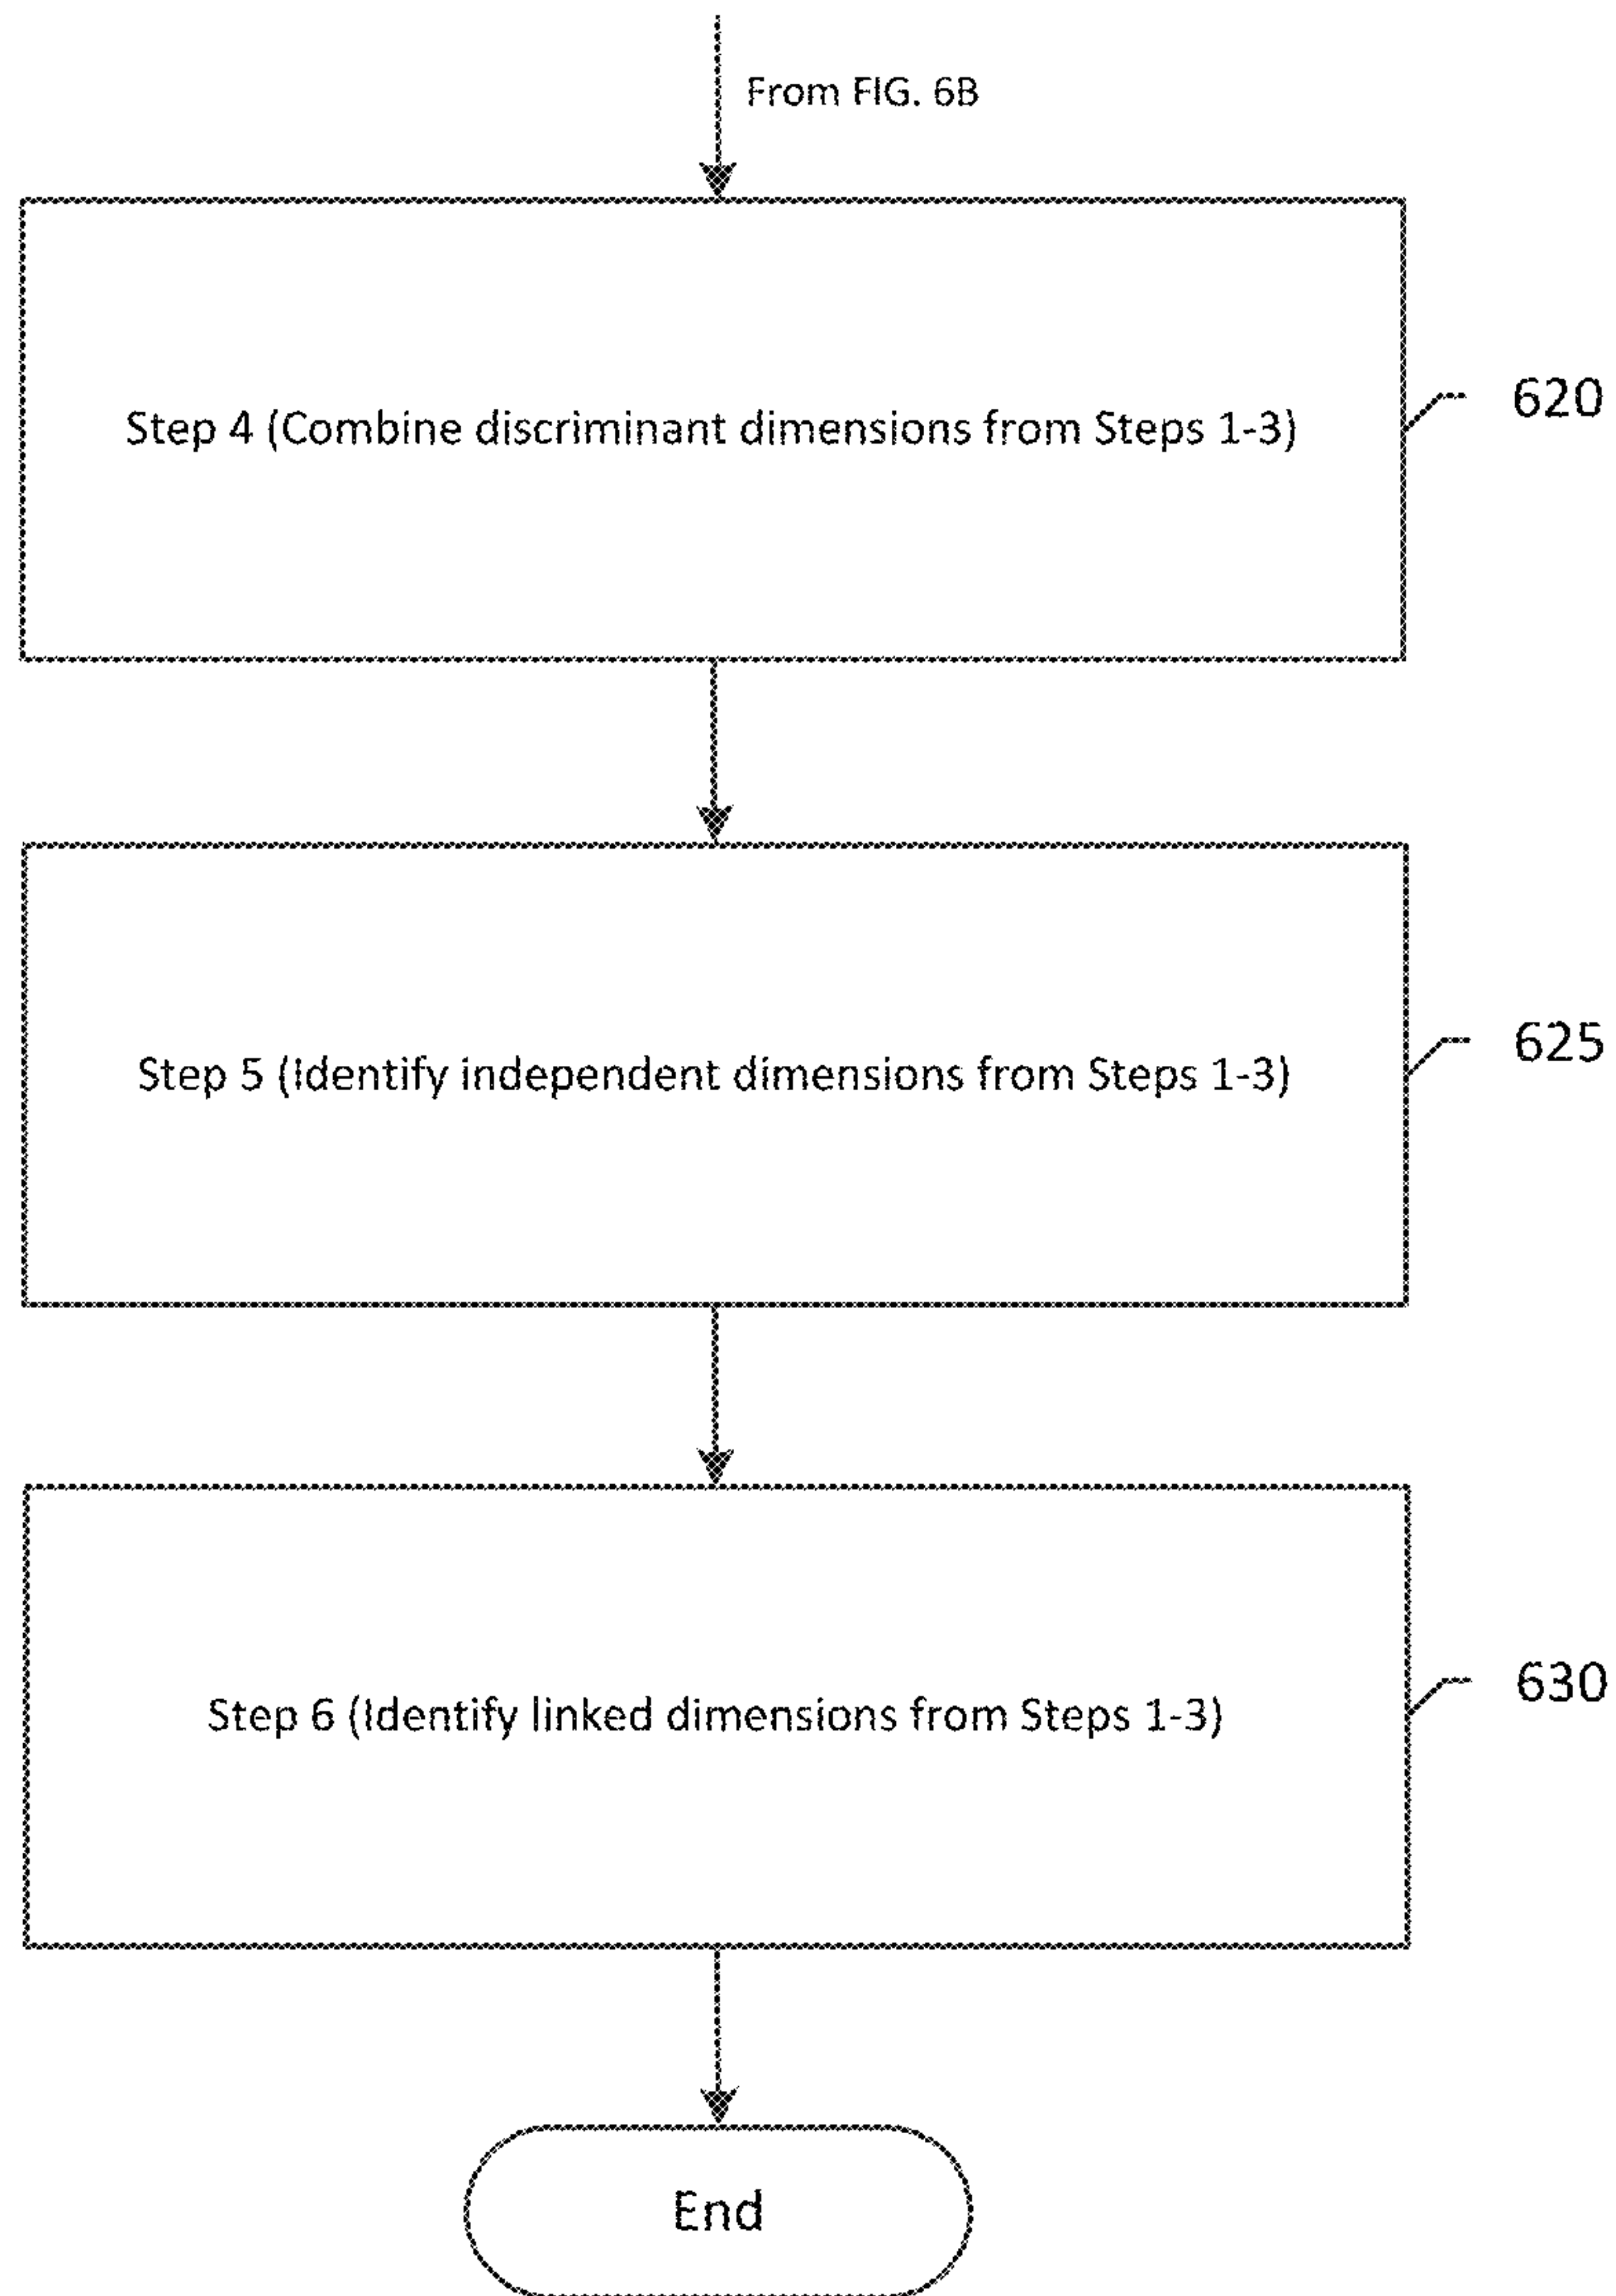 From FIG. 6B
Step 4 (Combine discriminant dimensions from Steps 1-3)
620
Step 5 (Identify independent dimensions from Steps 1-3)
625
Step 6 (Identify linked dimensions from Steps 1-3)
630
End